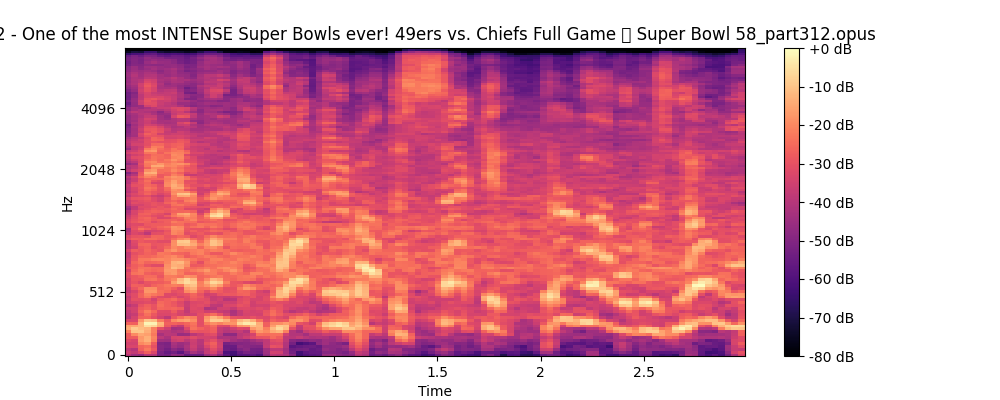 2 - One of the most INTENSE Super Bowls ever! 49ers vs. Chiefs Full Game Super Bowl 58_part312.opus
+0 dB
-10 dB
-20 dB
-30 dB
-40 dB
-50 dB
-60 dB
-70 dB
-80 dB
Hz
4096
2048
1024
512
0
0 0.5 1 1.5 2 2.5
Time